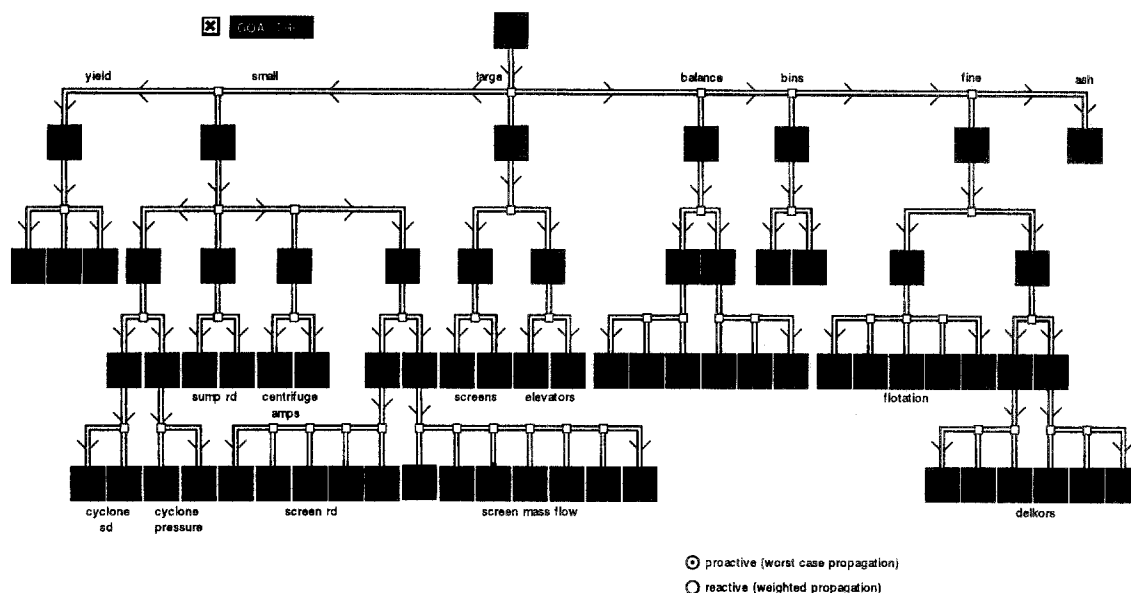 yield small large balance bins fine ash
sump rd centrifuge amps screens elevators flotation
cyclone sd cyclone pressure screen rd screen mass flow delkors
proactive (worst case propagation)
reactive (weighted propagation)